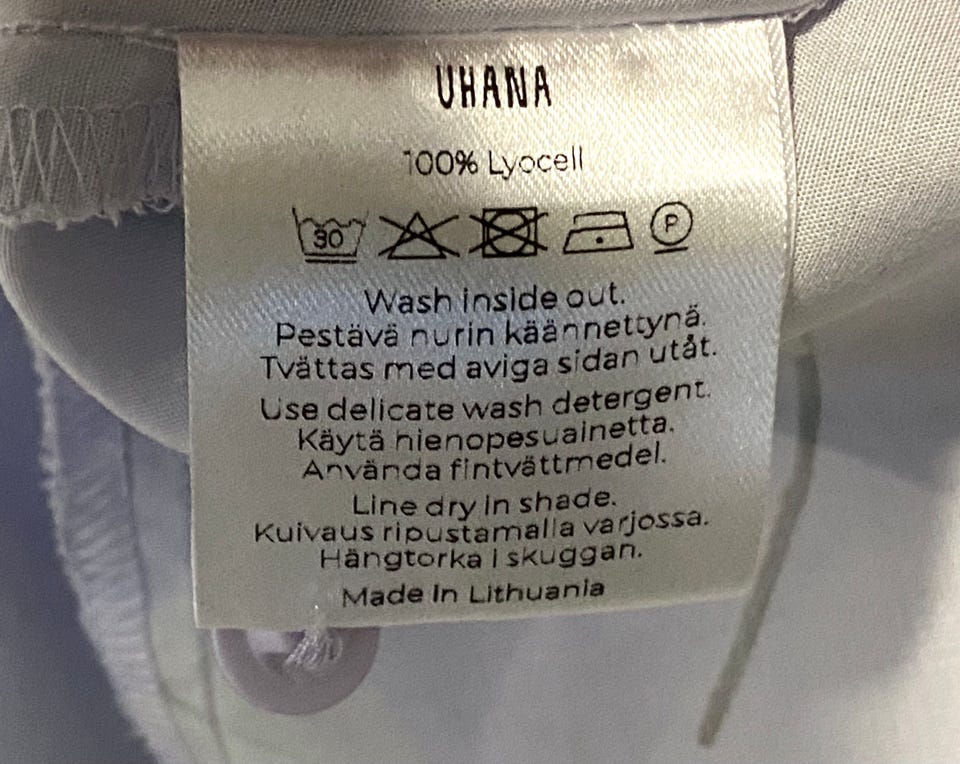 UHANA
100% Lyocell
30 P
Wash inside out.
Pestävä nurin käännettynä.
Tvättas med aviga sidan utåt.
Use delicate wash detergent.
Käytä hienopesuainetta.
Använda fintvättmedel.
Line dry in shade.
Kuivaus ripustamalla varjossa.
Hängtorka i skuggan.
Made in Lithuania